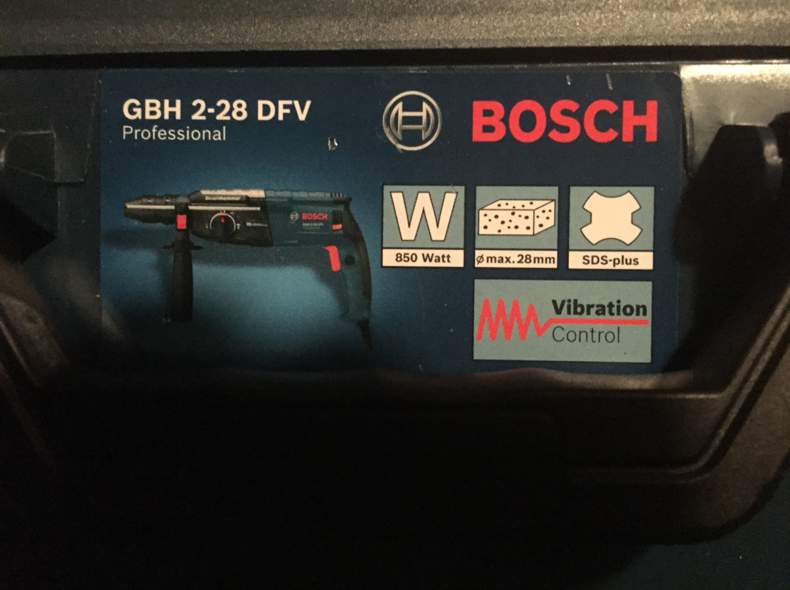 GBH 2-28 DFV
Professional
BOSCH
BOSCH
W
850 Watt
ø max. 28mm
SDS-plus
Vibration
Control